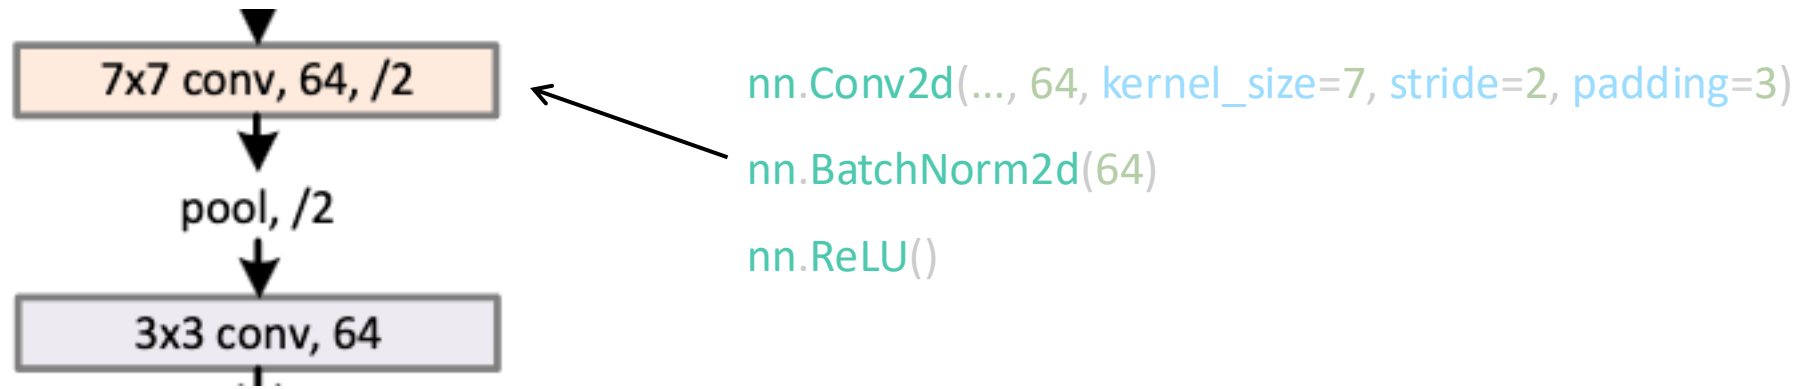 7x7 conv, 64, /2
pool, /2
3x3 conv, 64
nn.Conv2d(..., 64, kernel_size=7, stride=2, padding=3)
nn.BatchNorm2d(64)
nn.ReLU()